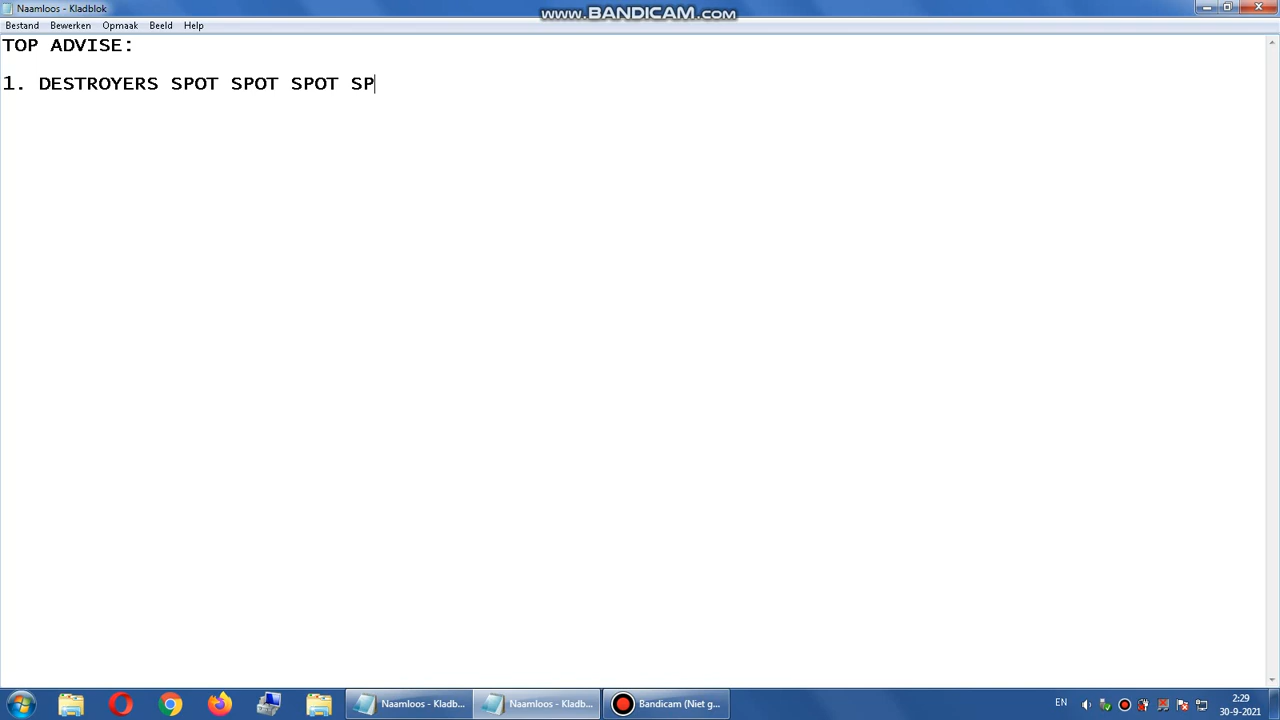 Naamloos - Kladblok
www.BANDICAM.com
Bestand Bewerken Opmaak Beeld Help
TOP ADVISE:
1. DESTROYERS SPOT SPOT SPOT SP
Naamloos - Kladb...
Naamloos - Kladb...
Bandicam (Niet g...
EN
2:29
30-9-2021